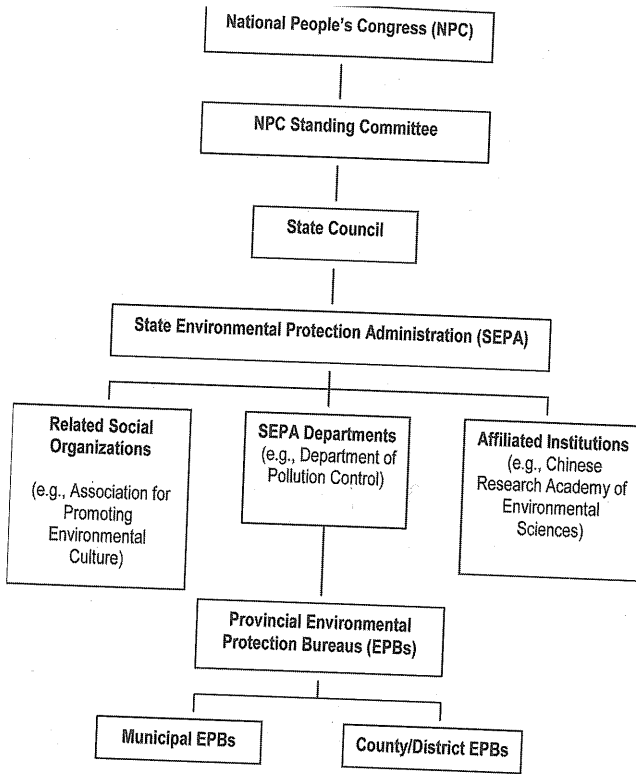 National People's Congress (NPC)
NPC Standing Committee
State Council
State Environmental Protection Administration (SEPA)
Related Social
Organizations
(e.g., Association for
Promoting
Environmental
Culture)
SEPA Departments
(e.g., Department of
Pollution Control)
Affiliated Institutions
(e.g., Chinese
Research Academy of
Environmental
Sciences)
Provincial Environmental
Protection Bureaus (EPBs)
Municipal EPBs
County/District EPBs